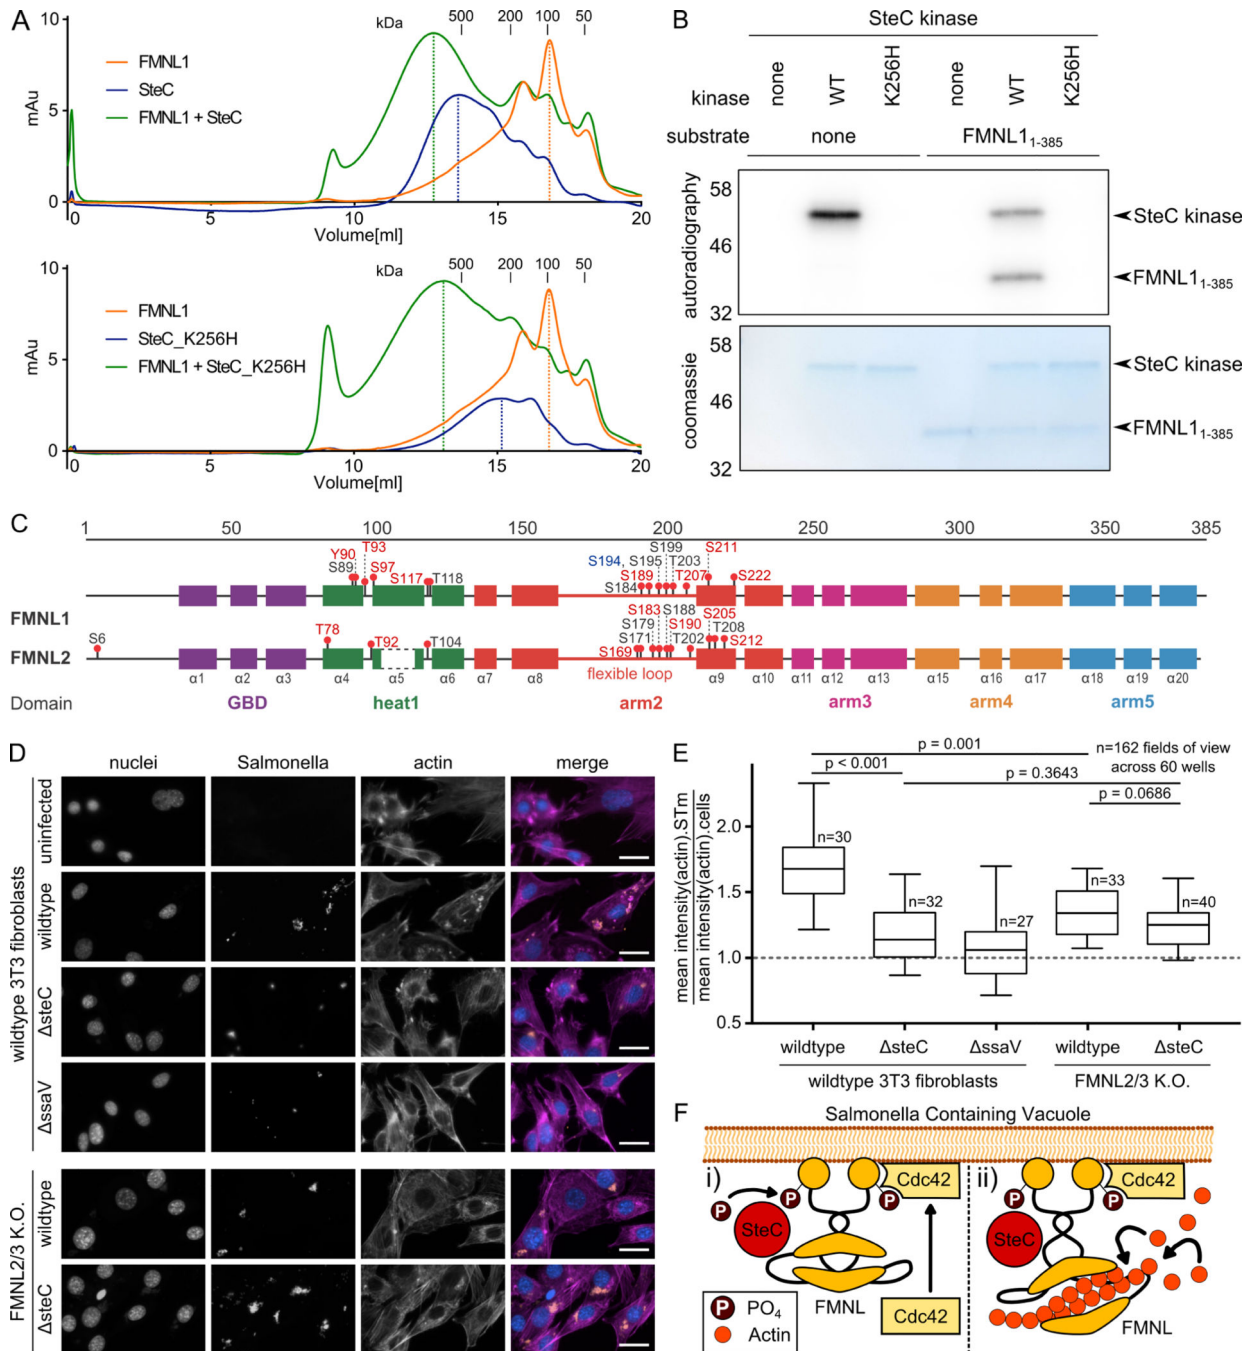 A
kDa 500 200 100 50
10
5
0
mAu
FMNL1
SteC
FMNL1 + SteC
0 5 10 15 20
Volume[ml]
kDa 500 200 100 50
10
5
0
mAu
FMNL1
SteC_K256H
FMNL1 + SteC_K256H
0 5 10 15 20
Volume[ml]
B
SteC kinase
kinase none WT K256H none WT K256H
substrate none FMNL1₁₋₃₈₅
autoradiography
58
46
32
SteC kinase
FMNL1₁₋₃₈₅
coomassie
58
46
32
SteC kinase
FMNL1₁₋₃₈₅
C
1 50 100 150 200 250 300 350 385
T93 S199 S211
Y90 S194, S195 T203
S89 S97 S117 T118 S189 T207 S222
S184
FMNL1
S183 S188 S205
S6 T78 S179 S190 T208
T92 T104 S171 T202 S212
S169
FMNL2
flexible loop
α1 α2 α3 α4 α5 α6 α7 α8 α9 α10 α11 α12 α13 α15 α16 α17 α18 α19 α20
Domain GBD heat1 arm2 arm3 arm4 arm5
D
nuclei Salmonella actin merge
wildtype 3T3 fibroblasts
uninfected
wildtype
ΔsteC
ΔssaV
FMNL2/3 K.O.
wildtype
ΔsteC
E
p = 0.001
n=162 fields of view
across 60 wells
p < 0.001
p = 0.3643
p = 0.0686
mean intensity(actin).STm
mean intensity(actin).cells
2.0
1.5
1.0
0.5
n=30
n=32
n=27
n=33
n=40
wildtype ΔsteC ΔssaV wildtype ΔsteC
wildtype 3T3 fibroblasts FMNL2/3 K.O.
F
Salmonella Containing Vacuole
i)
P
P
SteC
Cdc42
FMNL
Cdc42
ii)
P
P
SteC
Cdc42
FMNL
P PO₄
Actin